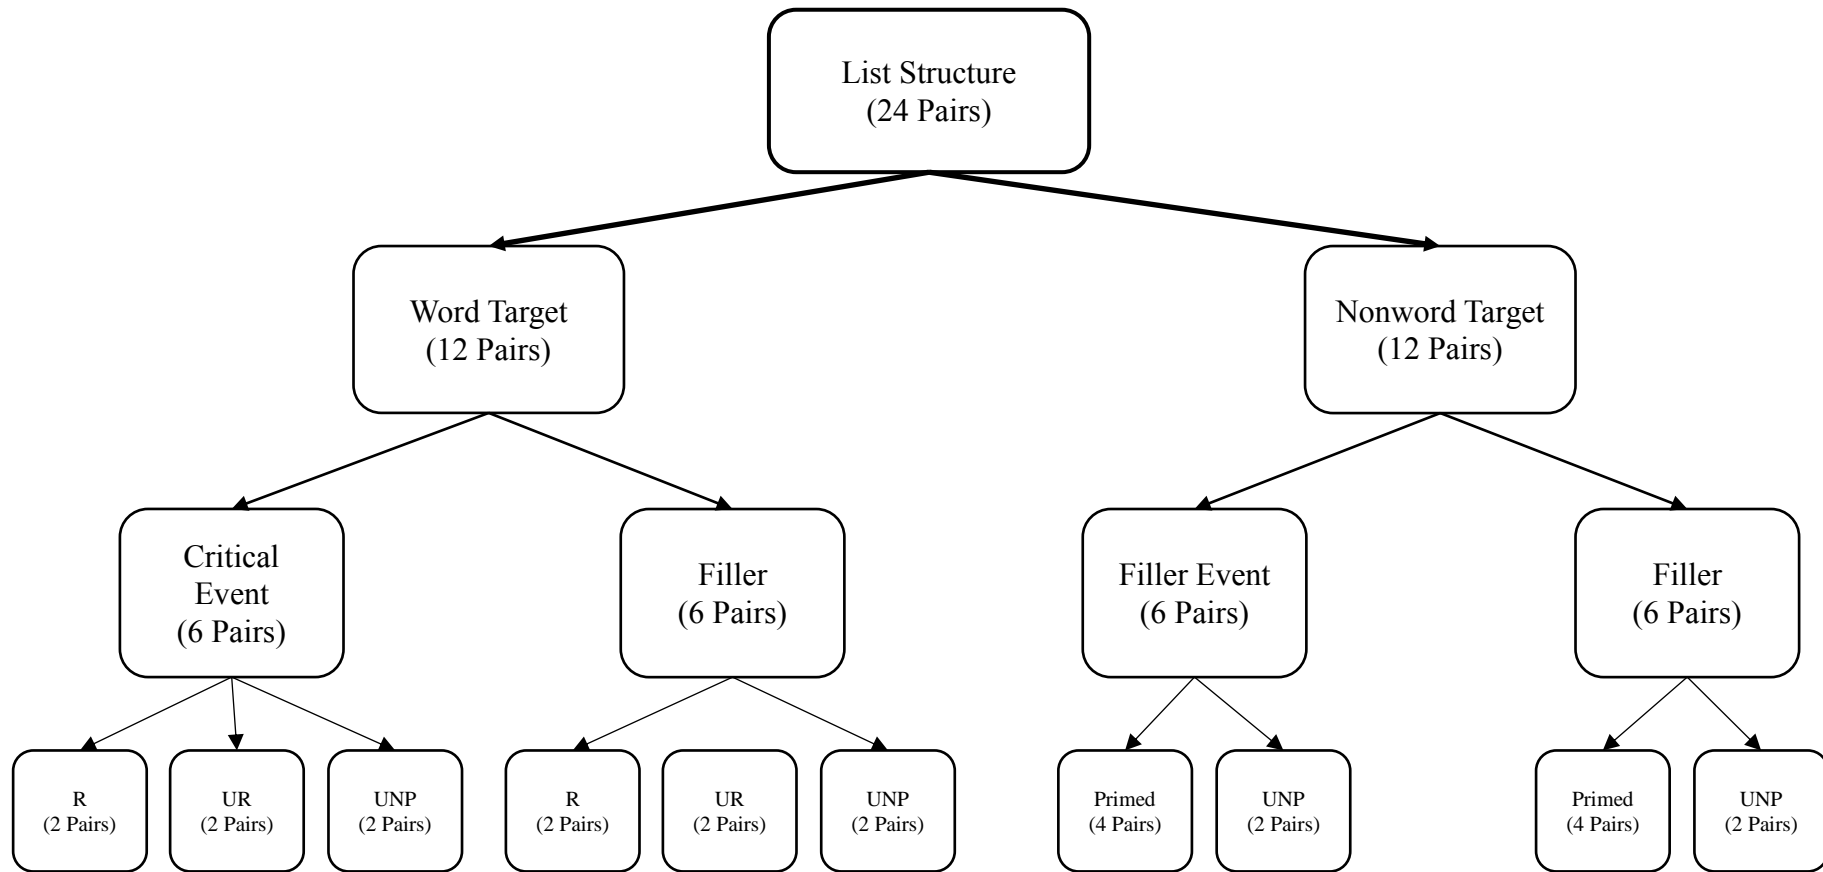 List Structure
(24 Pairs)
Word Target
(12 Pairs)
Nonword Target
(12 Pairs)
Critical
Event
(6 Pairs)
Filler
(6 Pairs)
Filler Event
(6 Pairs)
Filler
(6 Pairs)
R
(2 Pairs)
UR
(2 Pairs)
UNP
(2 Pairs)
R
(2 Pairs)
UR
(2 Pairs)
UNP
(2 Pairs)
Primed
(4 Pairs)
UNP
(2 Pairs)
Primed
(4 Pairs)
UNP
(2 Pairs)